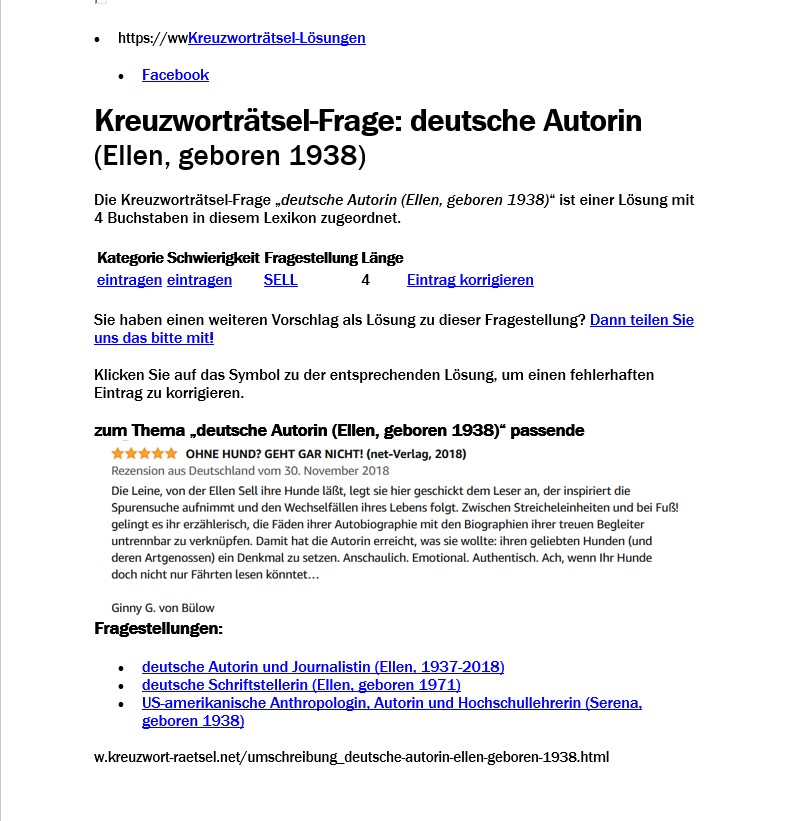 https://wwKreuzworträtsel-Lösungen
Facebook
Kreuzworträtsel-Frage: deutsche Autorin
(Ellen, geboren 1938)
Die Kreuzworträtsel-Frage „deutsche Autorin (Ellen, geboren 1938)“ ist einer Lösung mit
4 Buchstaben in diesem Lexikon zugeordnet.
Kategorie Schwierigkeit Fragestellung Länge
eintragen eintragen SELL 4 Eintrag korrigieren
Sie haben einen weiteren Vorschlag als Lösung zu dieser Fragestellung? Dann teilen Sie
uns das bitte mit!
Klicken Sie auf das Symbol zu der entsprechenden Lösung, um einen fehlerhaften
Eintrag zu korrigieren.
zum Thema „deutsche Autorin (Ellen, geboren 1938)“ passende
OHNE HUND? GEHT GAR NICHT! (net-Verlag, 2018)
Rezension aus Deutschland vom 30. November 2018
Die Leine, von der Ellen Sell ihre Hunde läßt, legt sie hier geschickt dem Leser an, der inspiriert die
Spurensuche aufnimmt und den Wechselfällen ihres Lebens folgt. Zwischen Streicheleinheiten und bei Fuß!
gelingt es ihr erzählerisch, die Fäden ihrer Autobiographie mit den Biographien ihrer treuen Begleiter
untrennbar zu verknüpfen. Damit hat die Autorin erreicht, was sie wollte: ihren geliebten Hunden (und
deren Artgenossen) ein Denkmal zu setzen. Anschaulich. Emotional. Authentisch. Ach, wenn Ihr Hunde
doch nicht nur Fährten lesen könntet…
Ginny G. von Bülow
Fragestellungen:
deutsche Autorin und Journalistin (Ellen, 1937-2018)
deutsche Schriftstellerin (Ellen, geboren 1971)
US-amerikanische Anthropologin, Autorin und Hochschullehrerin (Serena,
geboren 1938)
w.kreuzwort-raetsel.net/umschreibung_deutsche-autorin-ellen-geboren-1938.html